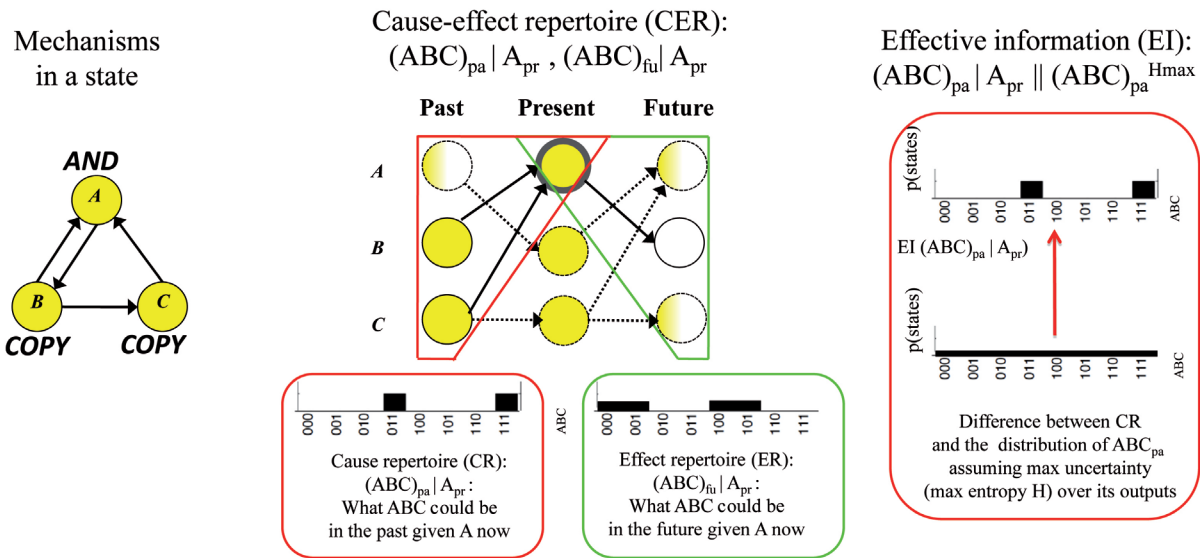 Mechanisms
in a state
AND
A
B
C
COPY
COPY
Cause-effect repertoire (CER):
(ABC)pa | Apr , (ABC)fu | Apr
Past Present Future
A
B
C
000 001 010 011 100 101 110 111 ABC
Cause repertoire (CR):
(ABC)pa | Apr :
What ABC could be
in the past given A now
000 001 010 011 100 101 110 111
Effect repertoire (ER):
(ABC)fu | Apr :
What ABC could be
in the future given A now
Effective information (EI):
(ABC)pa | Apr || (ABC)pa Hmax
p(states)
000 001 010 011 100 101 110 111 ABC
EI (ABC)pa | Apr)
p(states)
000 001 010 011 100 101 110 111 ABC
Difference between CR
and the distribution of ABCpa
assuming max uncertainty
(max entropy H) over its outputs